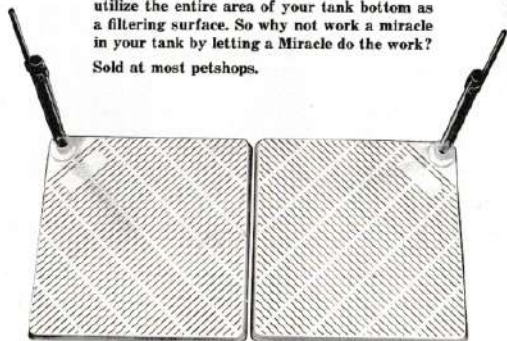 utilize the entire area of your tank bottom as
a filtering surface. So why not work a miracle
in your tank by letting a Miracle do the work?
Sold at most petshops.